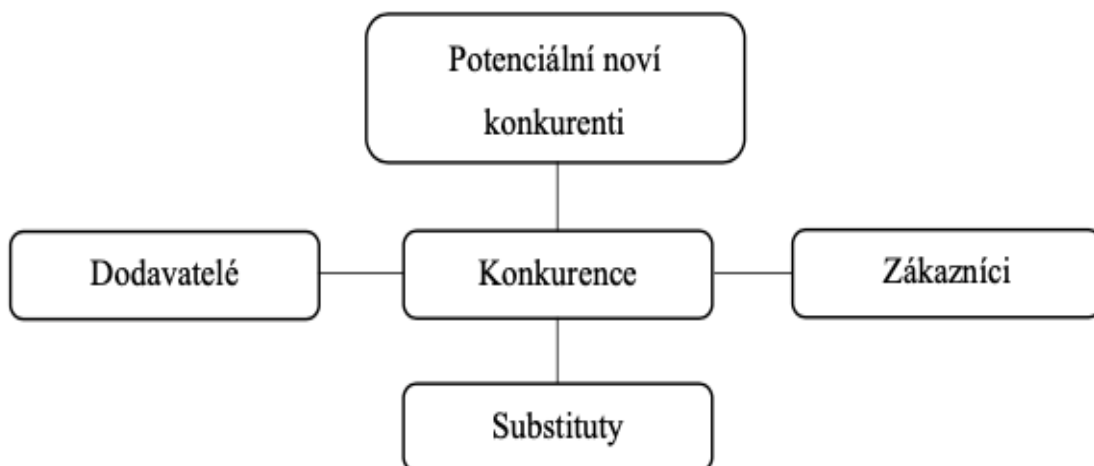 Potenciální noví
konkurenti
Dodavatelé
Konkurence
Zákazníci
Substituty